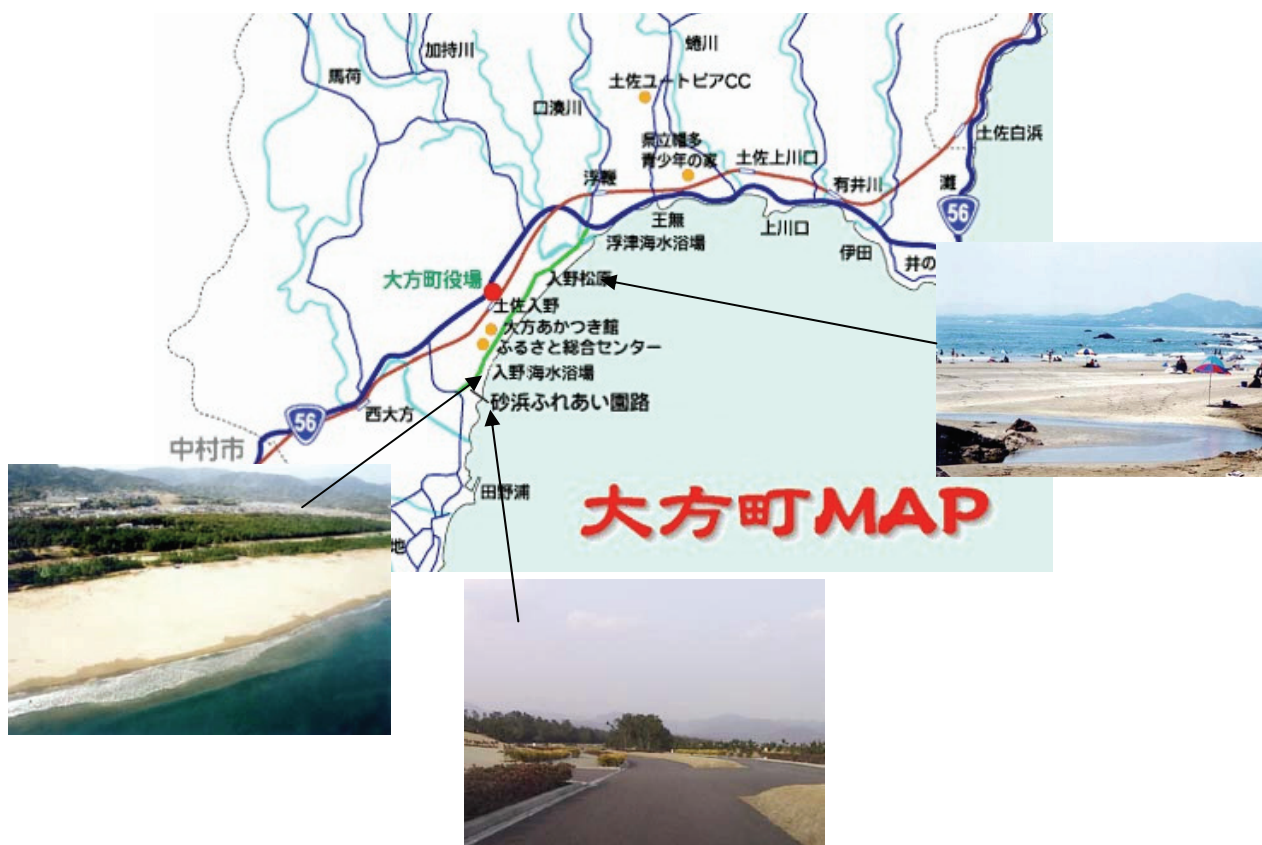 加持川
蜷川
馬荷
土佐ユートピアCC
口湊川
土佐白浜
県立幡多
青少年の家
土佐上川口
浮鞭
有井川
灘
56
王無
上川口
浮津海水浴場
伊田
井の
大方町役場
入野松原
土佐入野
大方あかつき館
ふるさと総合センター
入野海水浴場
砂浜ふれあい園路
56
西大方
中村市
田野浦
大方町MAP
地